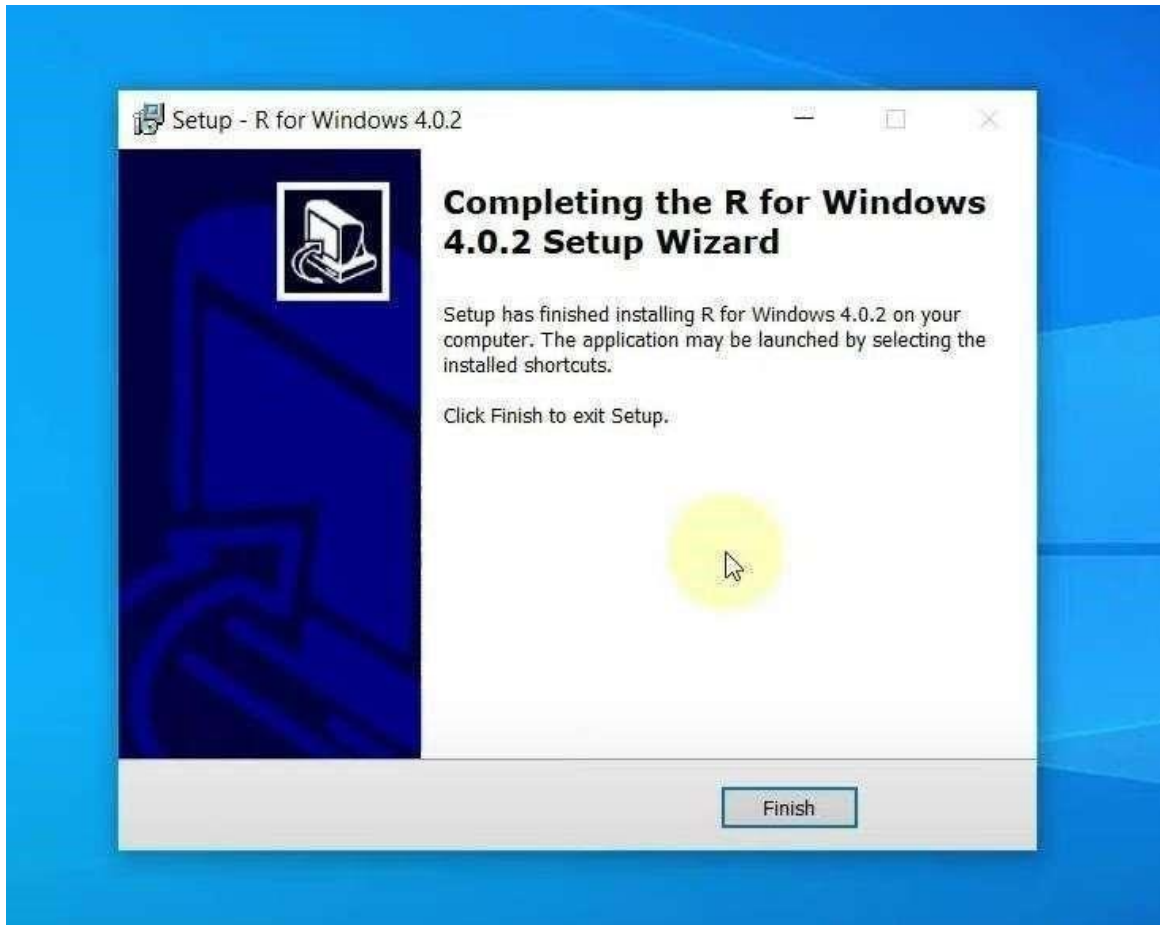 Setup - R for Windows 4.0.2
Completing the R for Windows
4.0.2 Setup Wizard
Setup has finished installing R for Windows 4.0.2 on your
computer. The application may be launched by selecting the
installed shortcuts.
Click Finish to exit Setup.
Finish